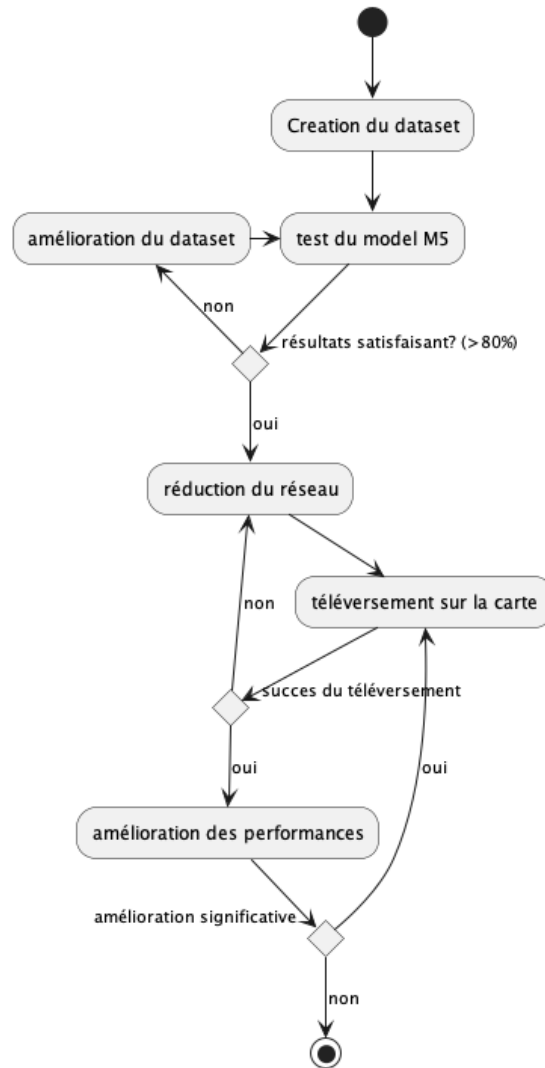 Creation du dataset
amélioration du dataset
test du model M5
non
résultats satisfaisant? (>80%)
oui
réduction du réseau
téléversement sur la carte
non
succes du téléversement
oui
oui
amélioration des performances
amélioration significative
non